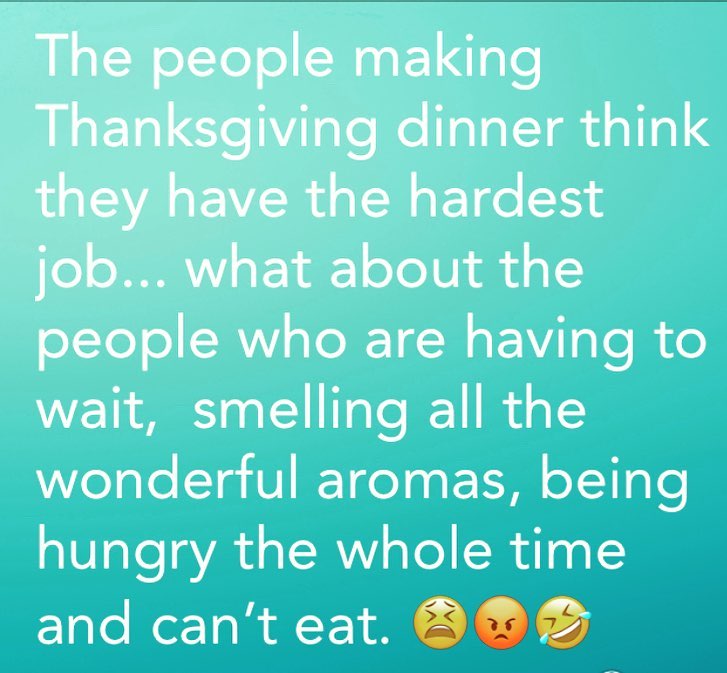 The people making
Thanksgiving dinner think
they have the hardest
job... what about the
people who are having to
wait,  smelling all the
wonderful aromas, being
hungry the whole time
and can’t eat. 😫😡🤣